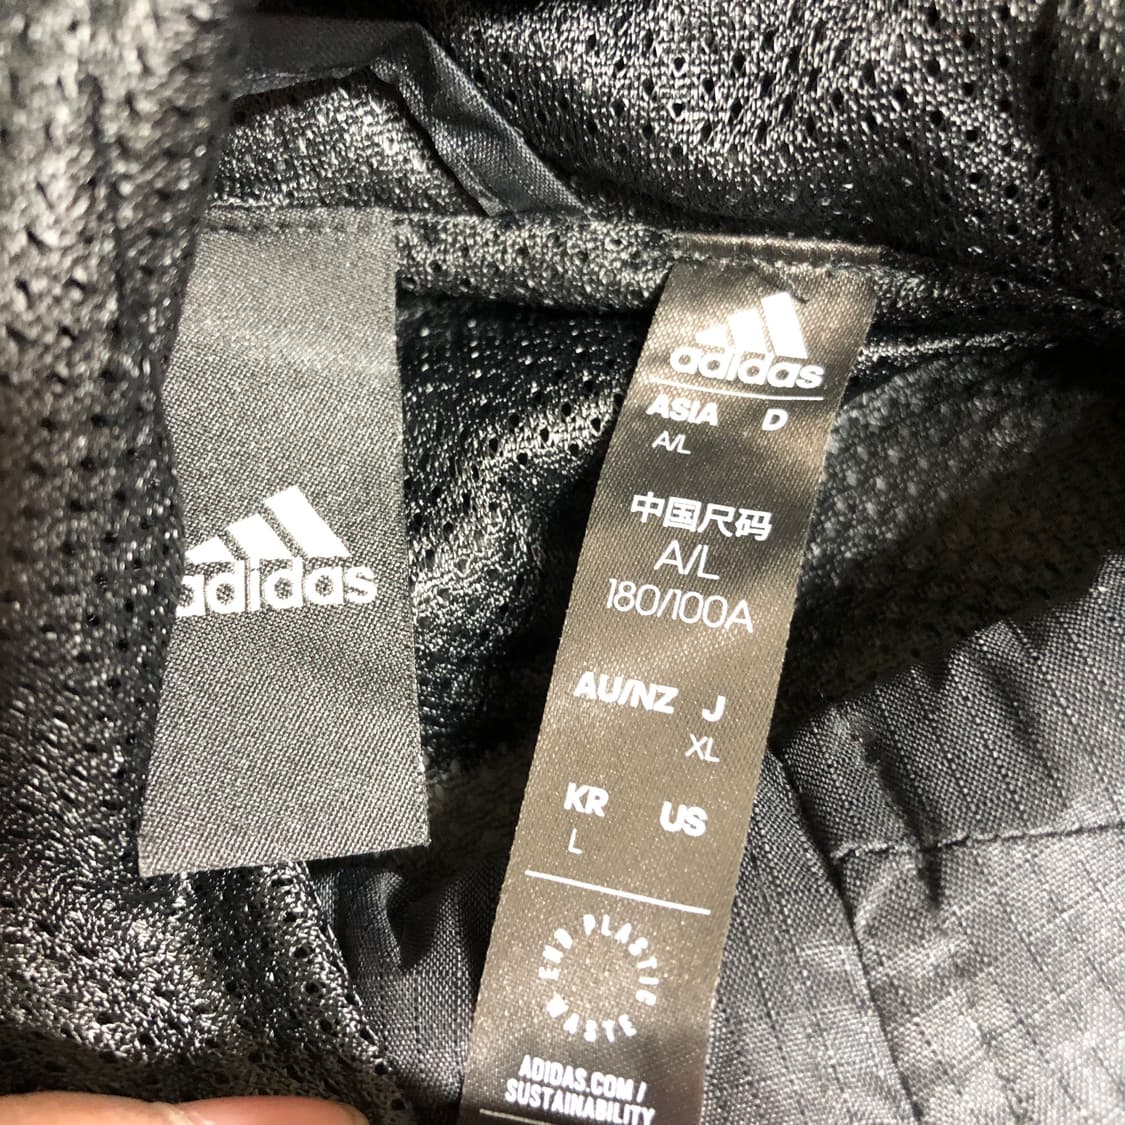 adidas
adidas
ASIA D
A/L
中国尺码
A/L
180/100A
AU/NZ J
XL
KR US
L
END PLASTIC WASTE
ADIDAS.COM/
SUSTAINABILITY